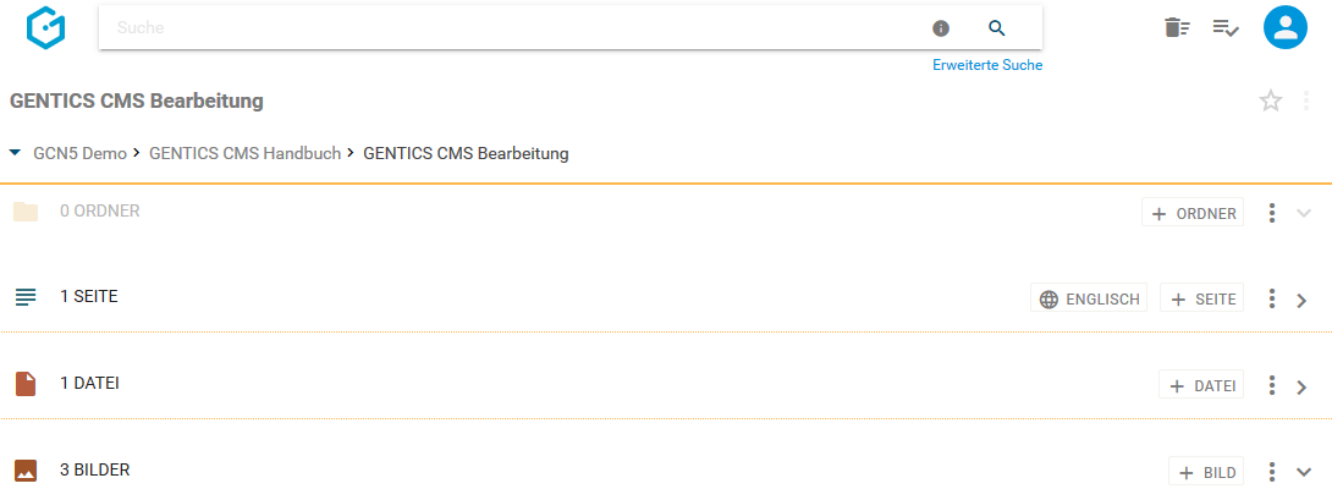 Suche
Erweiterte Suche
GENTICS CMS Bearbeitung
GCN5 Demo > GENTICS CMS Handbuch > GENTICS CMS Bearbeitung
0 ORDNER + ORDNER
1 SEITE ENGLISCH + SEITE
1 DATEI + DATEI
3 BILDER + BILD